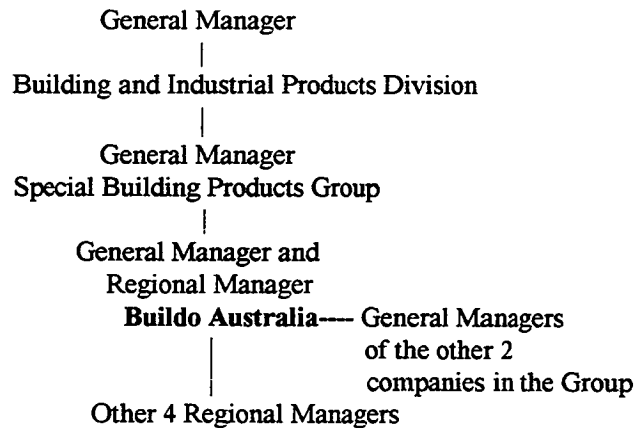 General Manager
Building and Industrial Products Division
General Manager
Special Building Products Group
General Manager and
Regional Manager
Buildo Australia---- General Managers
of the other 2
companies in the Group
Other 4 Regional Managers